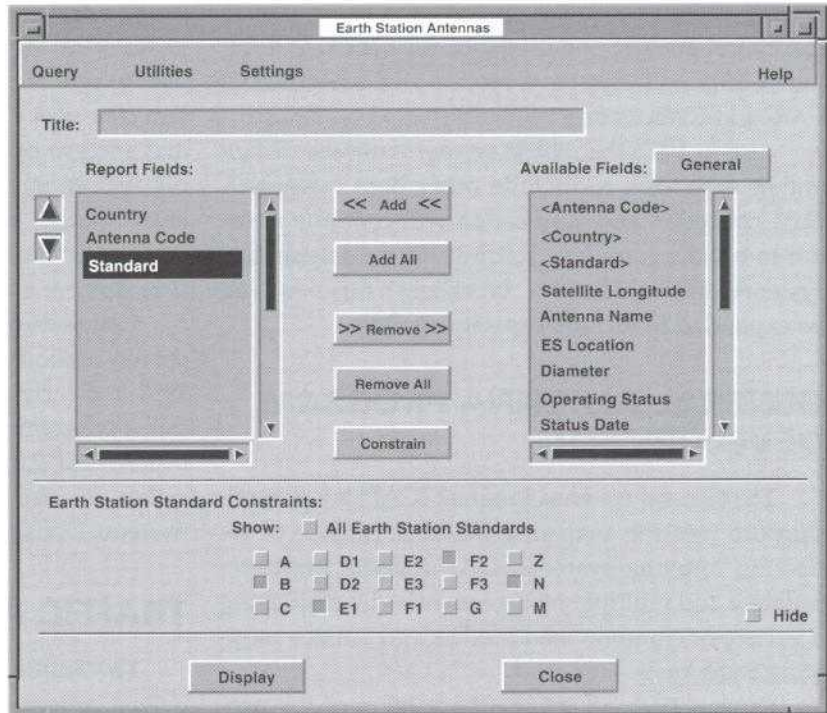 Earth Station Antennas
Query Utilities Settings Help
Title:
Report Fields:
Available Fields: General
Country
Antenna Code
Standard
<< Add <<
Add All
>> Remove >>
Remove All
Constrain
<Antenna Code>
<Country>
<Standard>
Satellite Longitude
Antenna Name
ES Location
Diameter
Operating Status
Status Date
Earth Station Standard Constraints:
Show: All Earth Station Standards
A D1 E2 F2 Z
B D2 E3 F3 N
C E1 F1 G M
Hide
Display Close